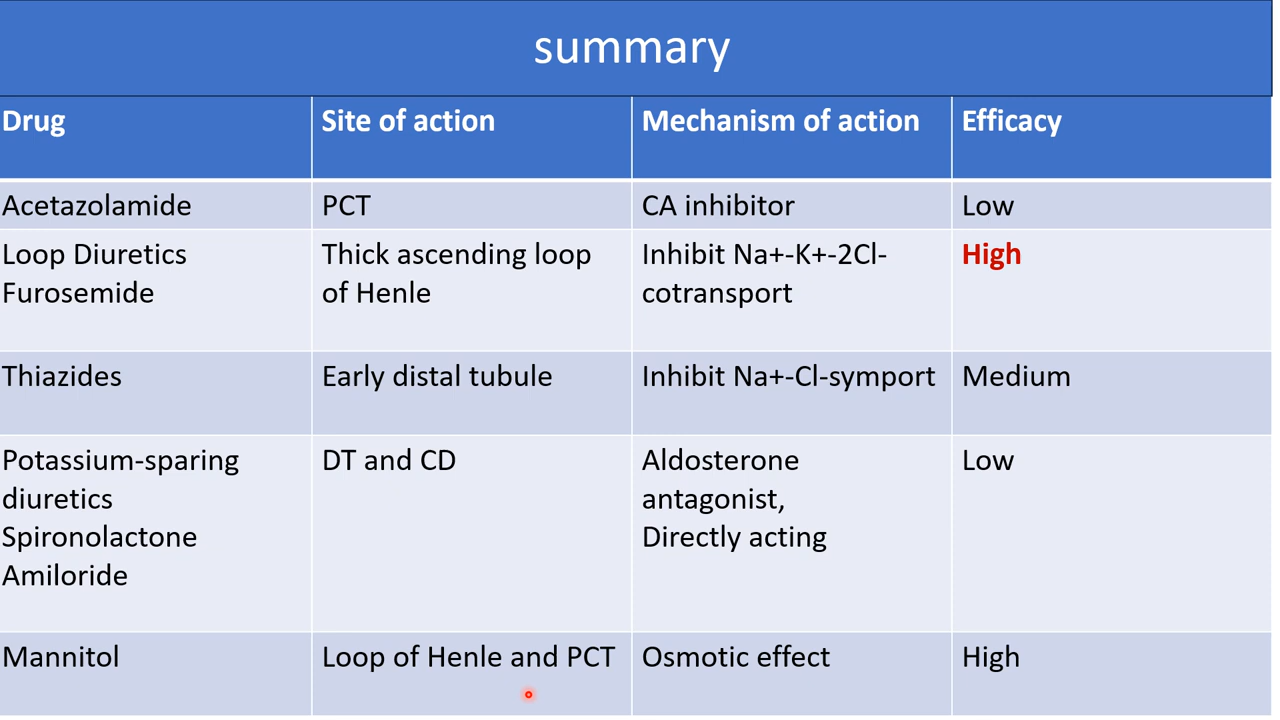 summary
Drug
Site of action
Mechanism of action
Efficacy
Acetazolamide
PCT
CA inhibitor
Low
Loop Diuretics
Furosemide
Thick ascending loop
of Henle
Inhibit Na+-K+-2Cl-
cotransport
High
Thiazides
Early distal tubule
Inhibit Na+-Cl-symport
Medium
Potassium-sparing
diuretics
Spironolactone
Amiloride
DT and CD
Aldosterone
antagonist,
Directly acting
Low
Mannitol
Loop of Henle and PCT
Osmotic effect
High